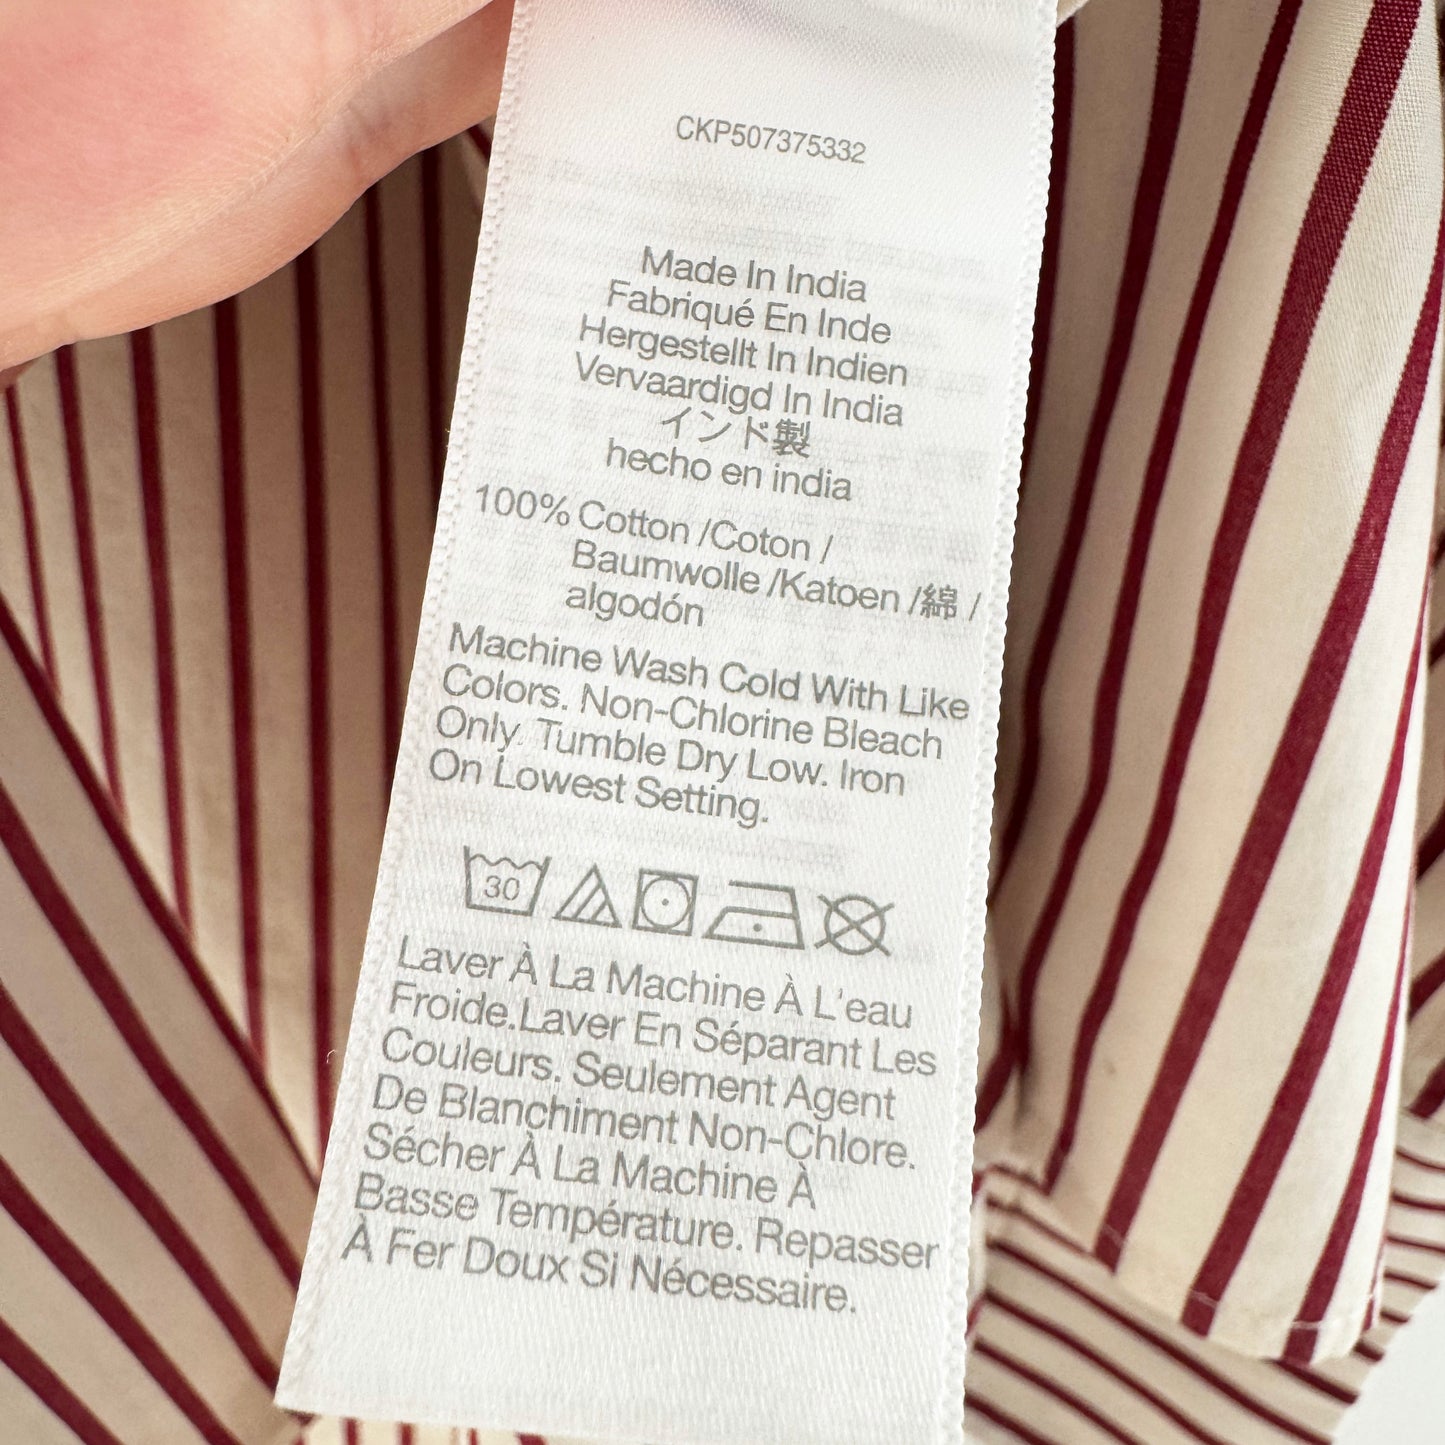 CKP507375332
Made In India
Fabriqué En Inde
Hergestellt In Indien
Vervaardigd In India
インド製
hecho en india
100% Cotton /Coton /
Baumwolle /Katoen /綿 /
algodón
Machine Wash Cold With Like
Colors. Non-Chlorine Bleach
Only. Tumble Dry Low. Iron
On Lowest Setting.
30
Laver À La Machine À L'eau
Froide.Laver En Séparant Les
Couleurs. Seulement Agent
De Blanchiment Non-Chlore.
Sécher À La Machine À
Basse Température. Repasser
À Fer Doux Si Nécessaire.